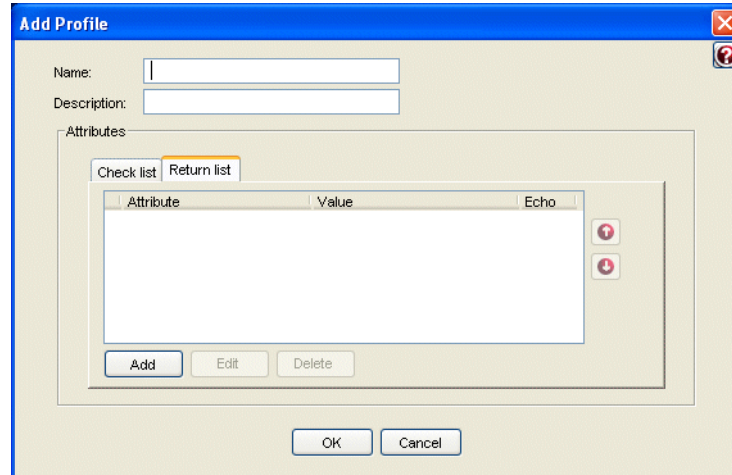 Add Profile
Name:
Description:
Attributes
Check list Return list
Attribute Value Echo
Add Edit Delete
OK Cancel